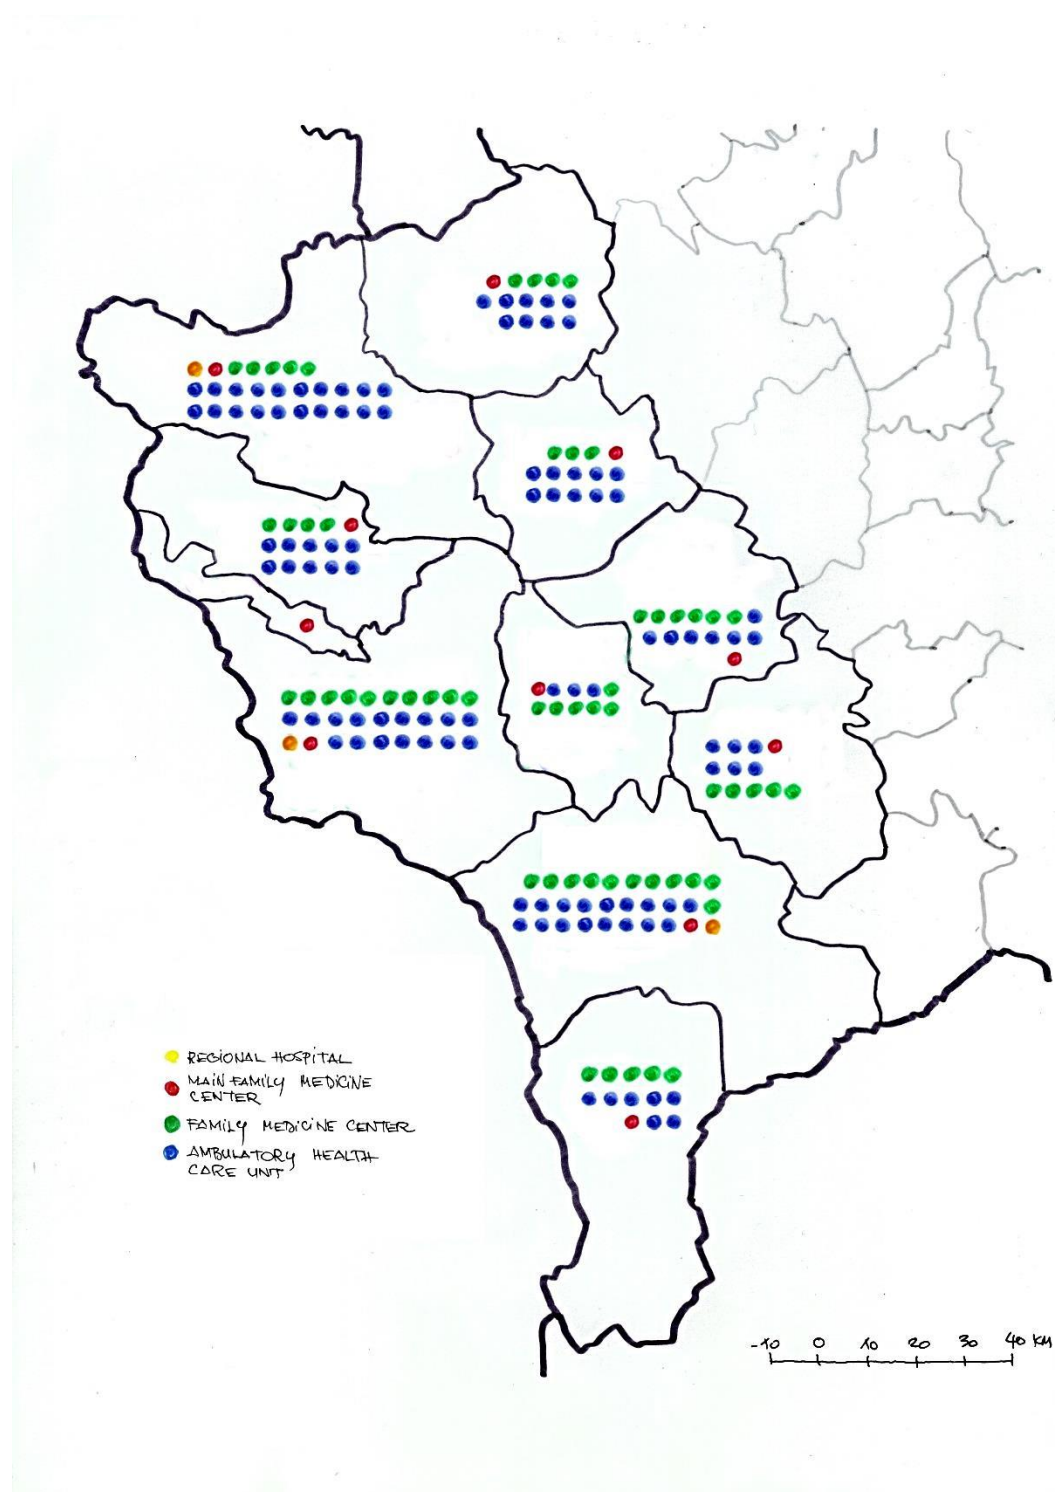 REGIONAL HOSPITAL
MAIN FAMILY MEDICINE
CENTER
FAMILY MEDICINE CENTER
AMBULATORY HEALTH
CARE UNIT
-10 0 10 20 30 40 KM